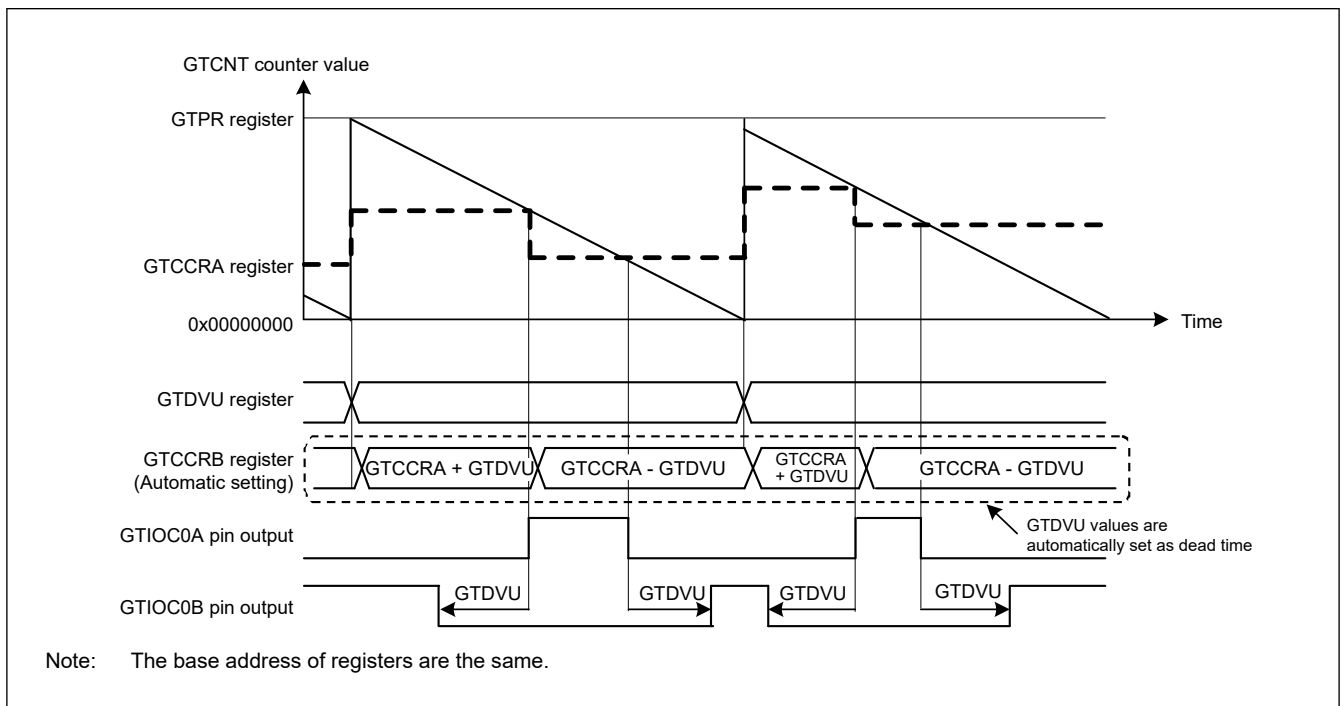 GTCNT counter value
GTPR register
GTCCRA register
0x00000000
Time
GTDVU register
GTCCRB register
(Automatic setting)
GTCCRA + GTDVU
GTCCRA - GTDVU
GTCCRA
+ GTDVU
GTCCRA - GTDVU
GTDVU values are
automatically set as dead time
GTIOC0A pin output
GTIOC0B pin output
GTDVU
GTDVU
GTDVU
GTDVU
Note: The base address of registers are the same.